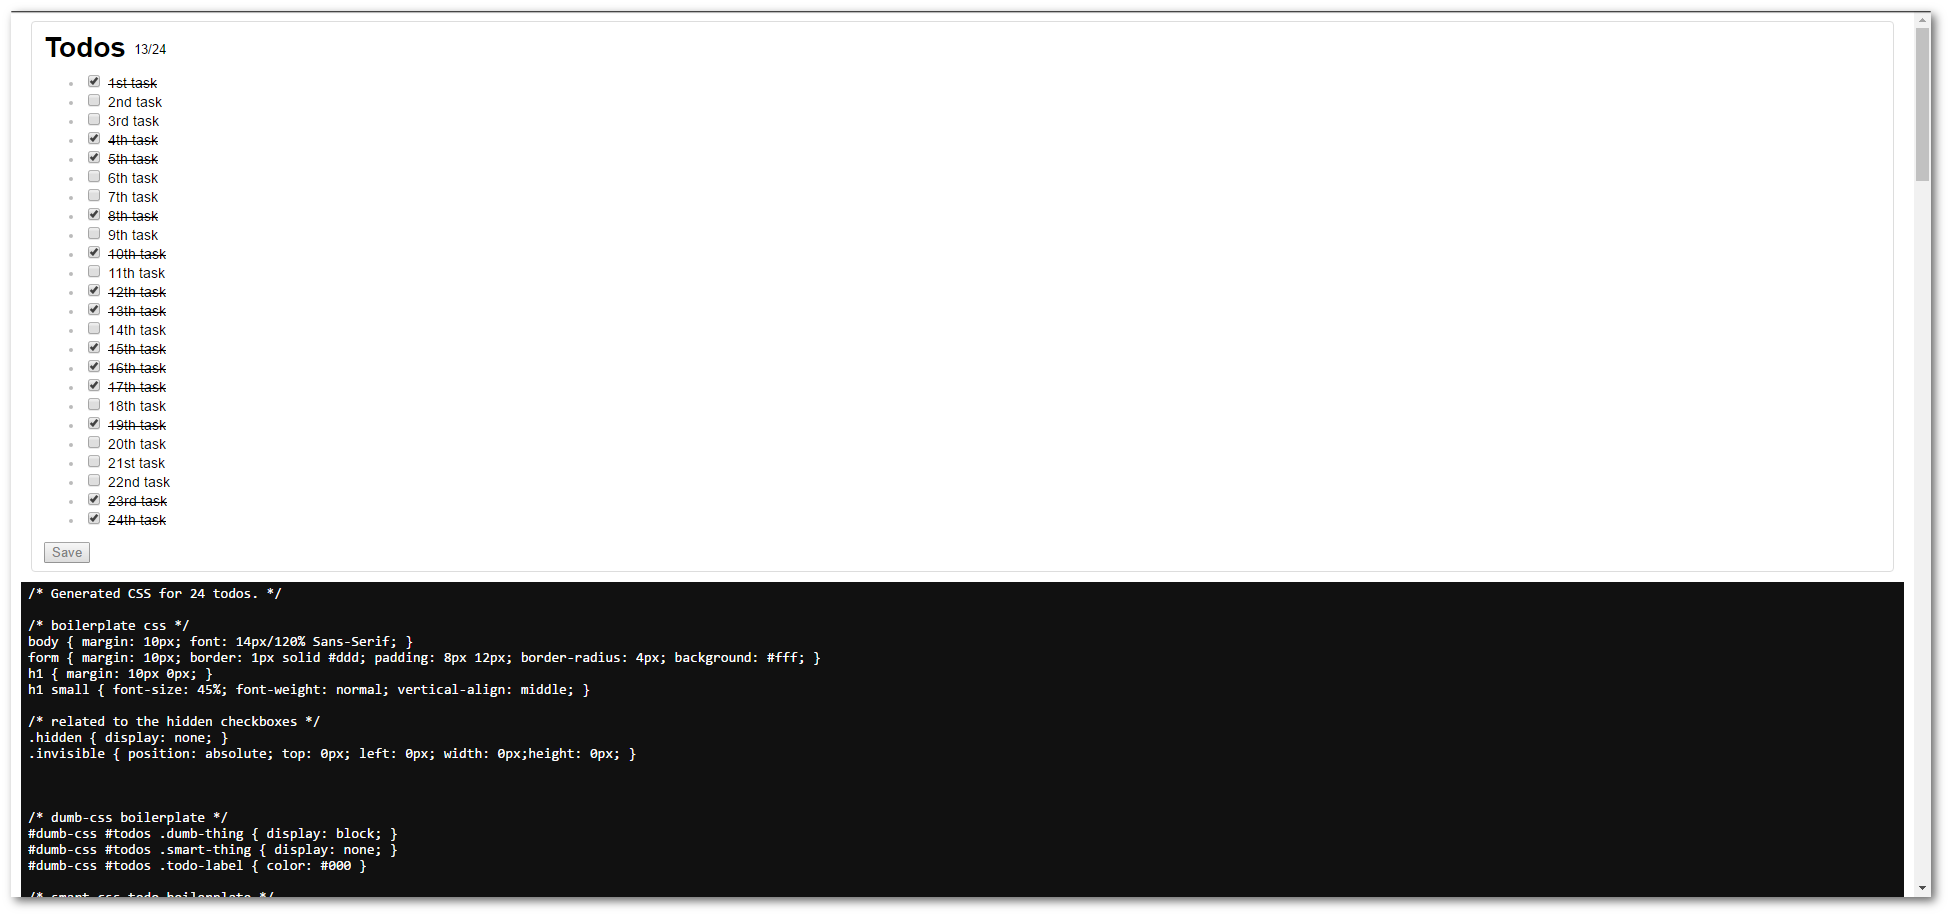 Todos 13/24
1st task
2nd task
3rd task
4th task
5th task
6th task
7th task
8th task
9th task
10th task
11th task
12th task
13th task
14th task
15th task
16th task
17th task
18th task
19th task
20th task
21st task
22nd task
23rd task
24th task
Save
/* Generated CSS for 24 todos. */
/* boilerplate css */
body { margin: 10px; font: 14px/120% Sans-Serif; }
form { margin: 10px; border: 1px solid #ddd; padding: 8px 12px; border-radius: 4px; background: #fff; }
h1 { margin: 10px 0px; }
h1 small { font-size: 45%; font-weight: normal; vertical-align: middle; }
/* related to the hidden checkboxes */
.hidden { display: none; }
.invisible { position: absolute; top: 0px; left: 0px; width: 0px;height: 0px; }
/* dumb-css boilerplate */
#dumb-css #todos .dumb-thing { display: block; }
#dumb-css #todos .smart-thing { display: none; }
#dumb-css #todos .todo-label { color: #000 }
/* smart css todo boilerplate */